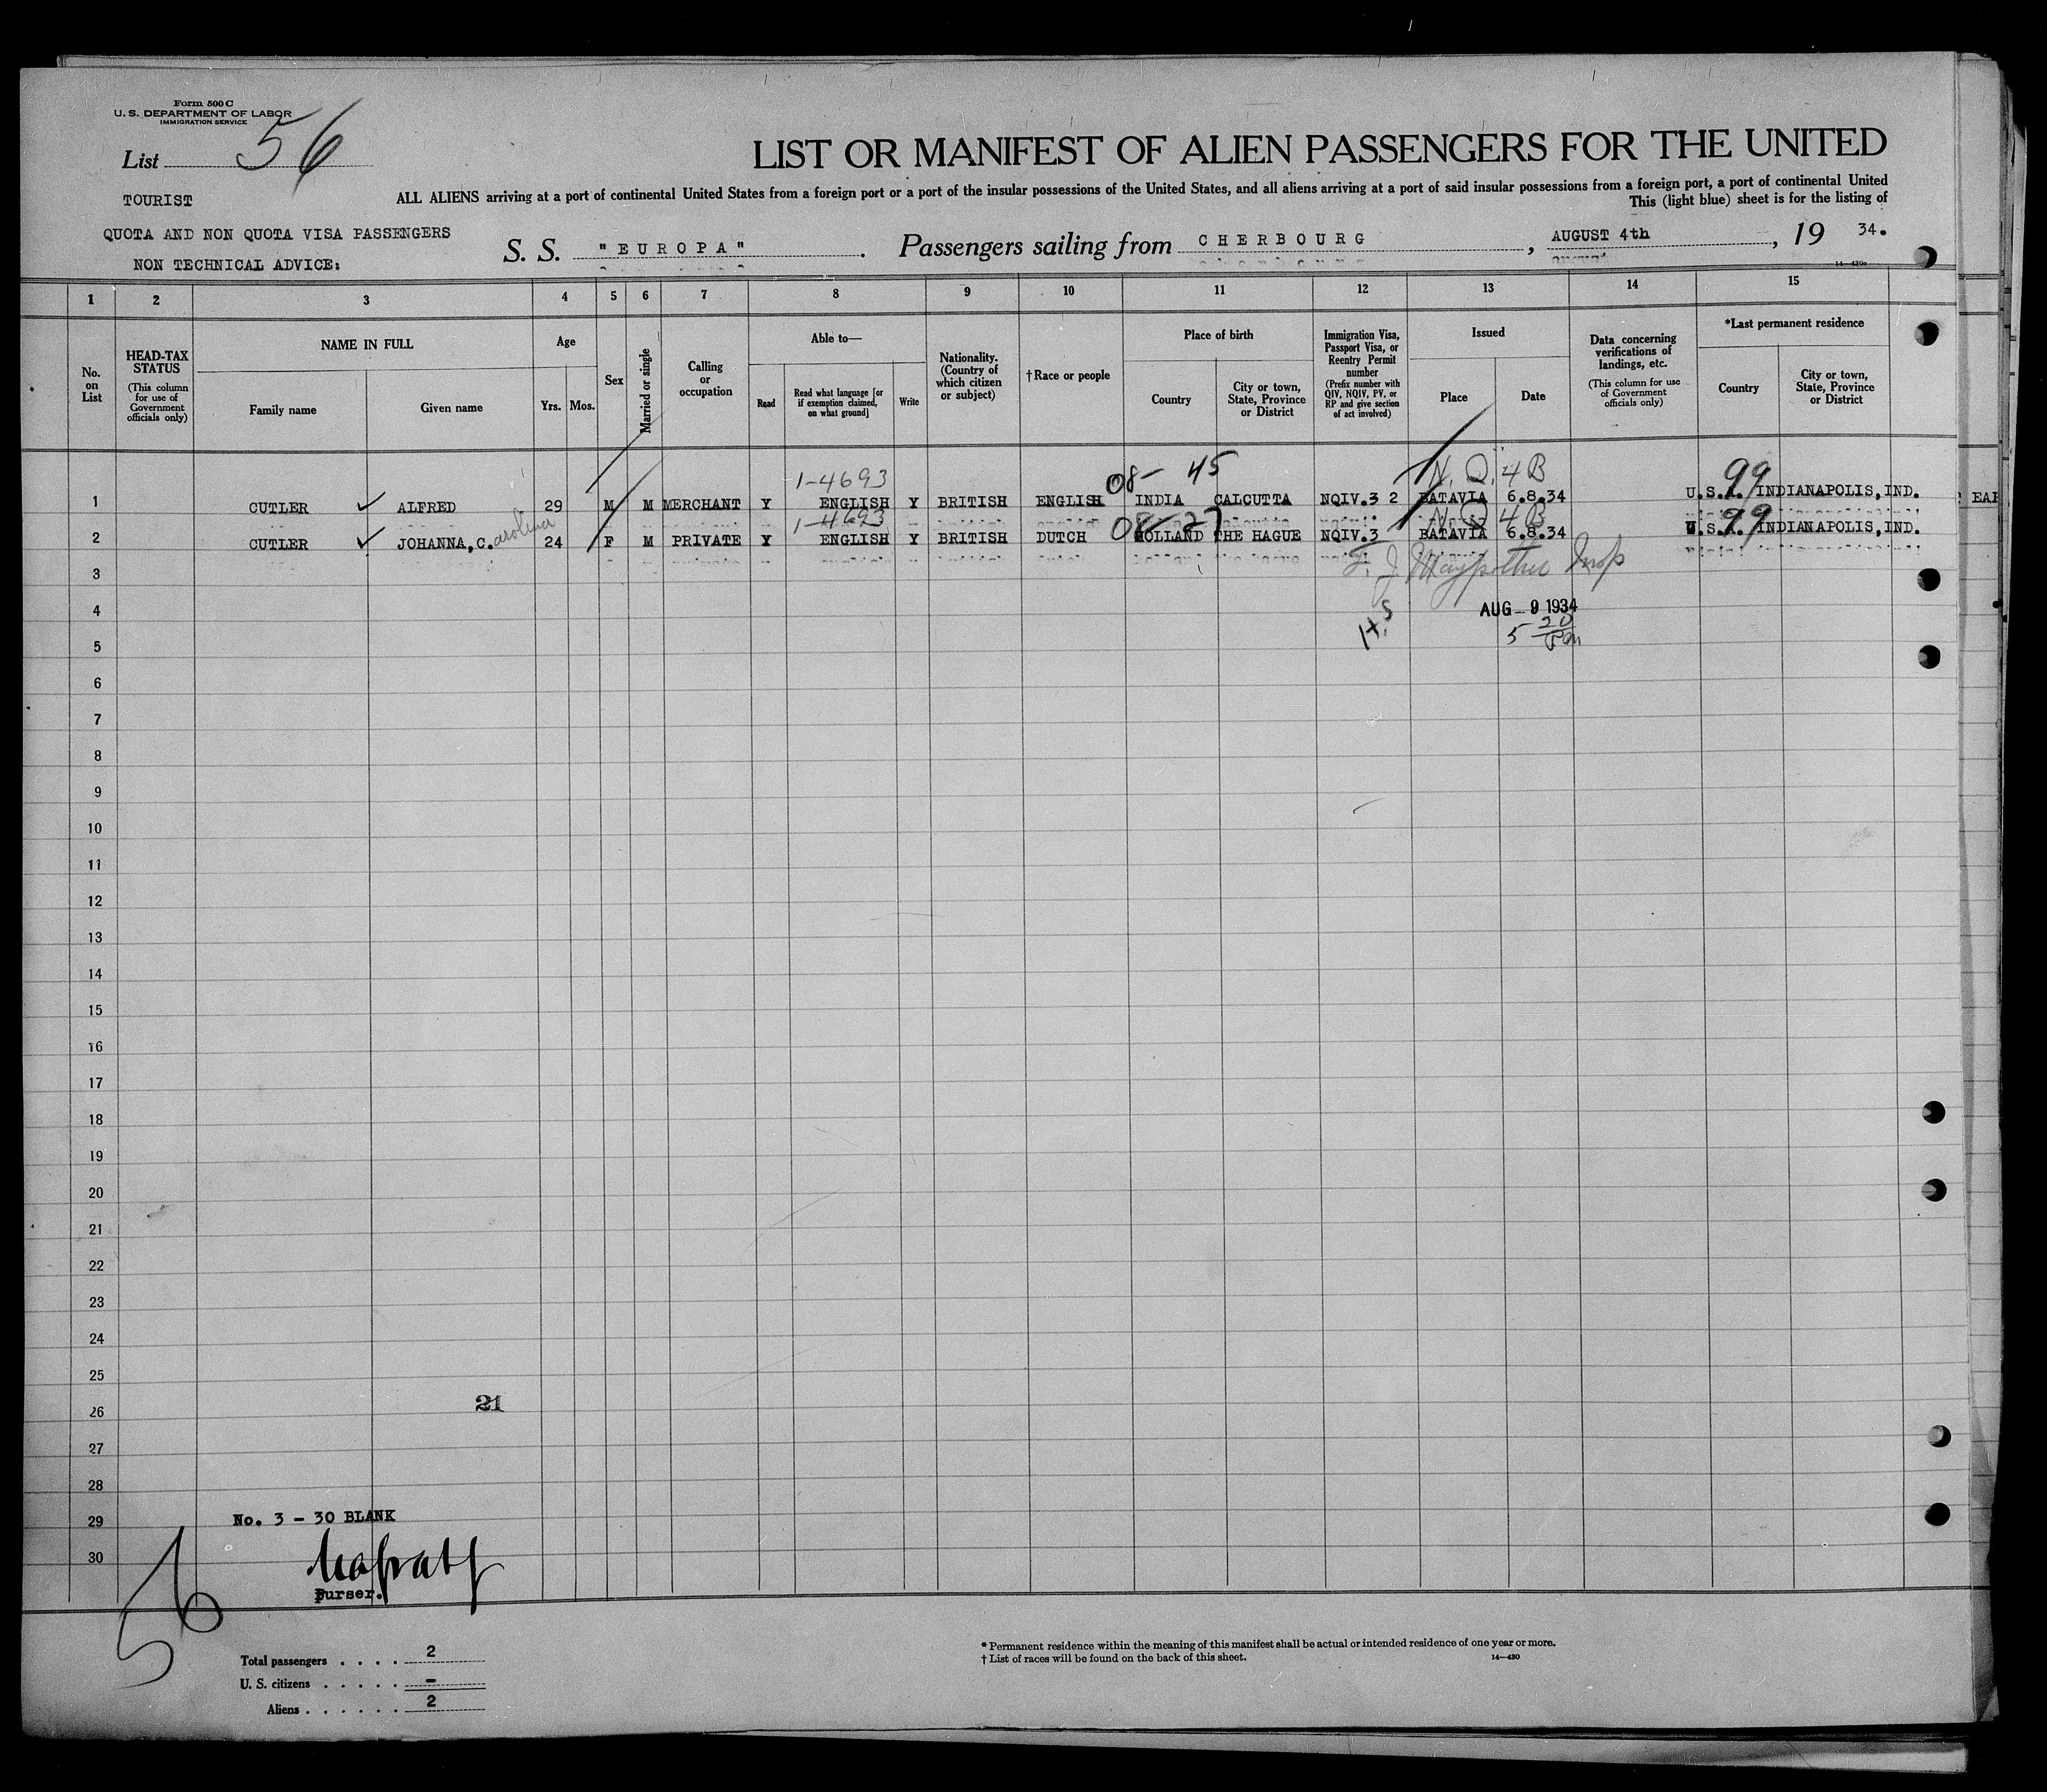 Form 500 C
U. S. DEPARTMENT OF LABOR
IMMIGRATION SERVICE
List 56
LIST OR MANIFEST OF ALIEN PASSENGERS FOR THE UNITED
TOURIST
ALL ALIENS arriving at a port of continental United States from a foreign port or a port of the insular possessions of the United States, and all aliens arriving at a port of said insular possessions from a foreign port, a port of continental United
This (light blue) sheet is for the listing of
QUOTA AND NON QUOTA VISA PASSENGERS
NON TECHNICAL ADVICE:
S. S. "EUROPA". Passengers sailing from CHERBOURG, AUGUST 4th, 19 34.
14—430a
1 2 3 4 5 6 7 8 9 10 11 12 13 14 15
No. on List
HEAD-TAX STATUS
(This column for use of Government officials only)
NAME IN FULL
Family name
Given name
Age
Yrs.
Mos.
Sex
Married or single
Calling or occupation
Able to—
Read
Read what language [or if exemption claimed, on what ground]
Write
Nationality. (Country of which citizen or subject)
†Race or people
Place of birth
Country
City or town, State, Province or District
Immigration Visa, Passport Visa, or Reentry Permit number
(Prefix number with QIV, NQIV, PV, or RP and give section of act involved)
Issued
Place
Date
Data concerning verifications of landings, etc.
(This column for use of Government officials only)
*Last permanent residence
Country
City or town, State, Province or District
1-4693 08- 45 N.Q. 4B 99
1 CUTLER ✓ ALFRED 29 M M MERCHANT Y ENGLISH Y BRITISH ENGLISH INDIA CALCUTTA NQIV.3 2 BATAVIA 6.8.34 U.S.A. INDIANAPOLIS,IND.
1-4693 08- 27 N.Q 4B 99
2 CUTLER ✓ JOHANNA,C.arolina 24 F M PRIVATE Y ENGLISH Y BRITISH DUTCH HOLLAND THE HAGUE NQIV.3 BATAVIA 6.8.34 U.S.A. INDIANAPOLIS,IND.
3
4 AUG - 9 1934
5 5 20 pm
6
7
8
9
10
11
12
13
14
15
16
17
18
19
20
21
22
23
24
25
21
26
27
28
29 No. 3 - 30 BLANK
30
Purser.
56
Total passengers . . . . 2
U. S. citizens . . . . . -
Aliens . . . . . . 2
* Permanent residence within the meaning of this manifest shall be actual or intended residence of one year or more.
† List of races will be found on the back of this sheet.
14—430